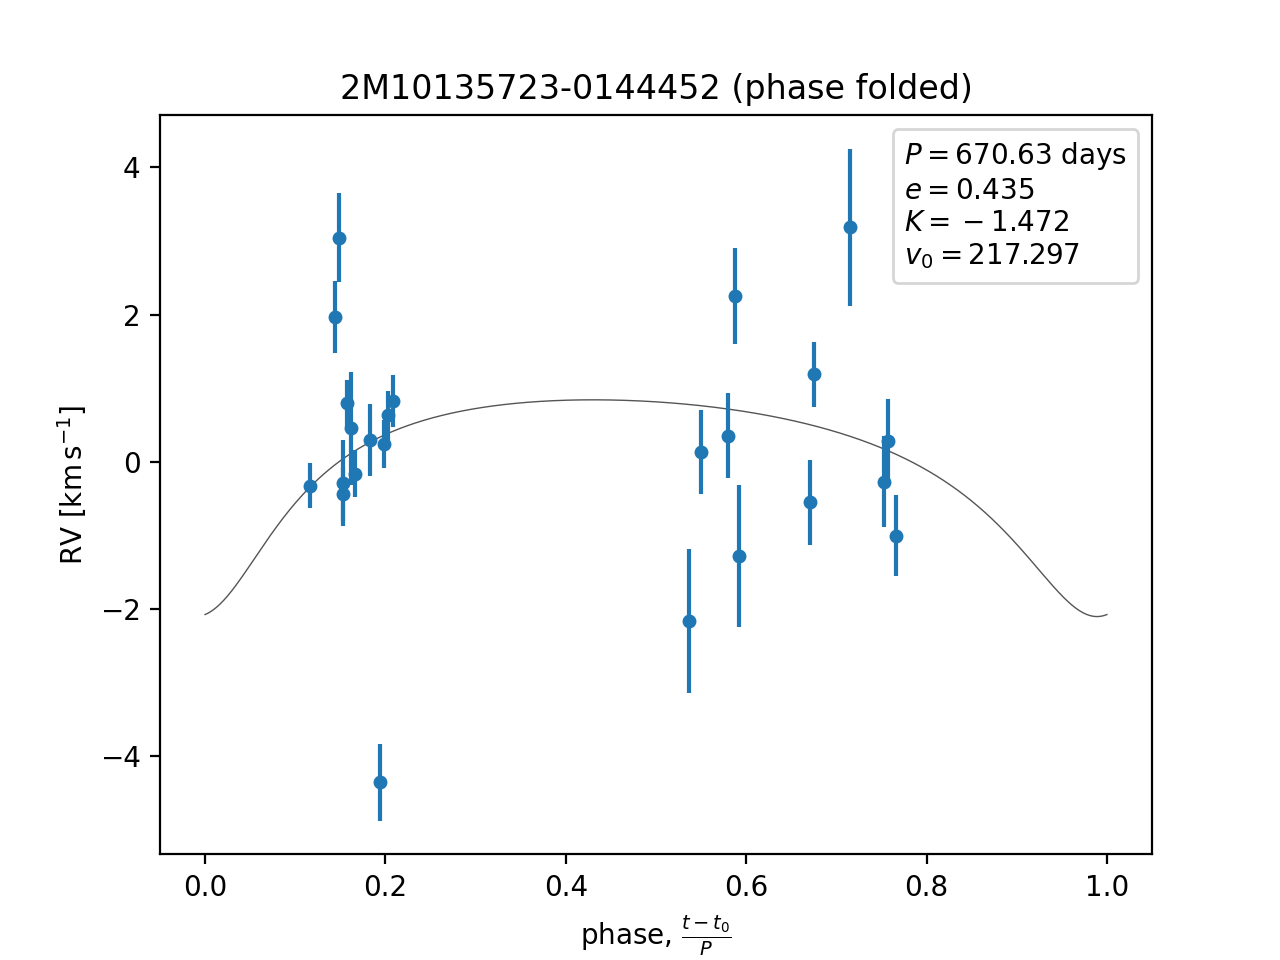 2M10135723-0144452 (phase folded)
P = 670.63 days
e = 0.435
K = −1.472
v₀ = 217.297
4
2
0
−2
−4
RV [km s⁻¹]
0.0 0.2 0.4 0.6 0.8 1.0
phase, (t − t₀)/P